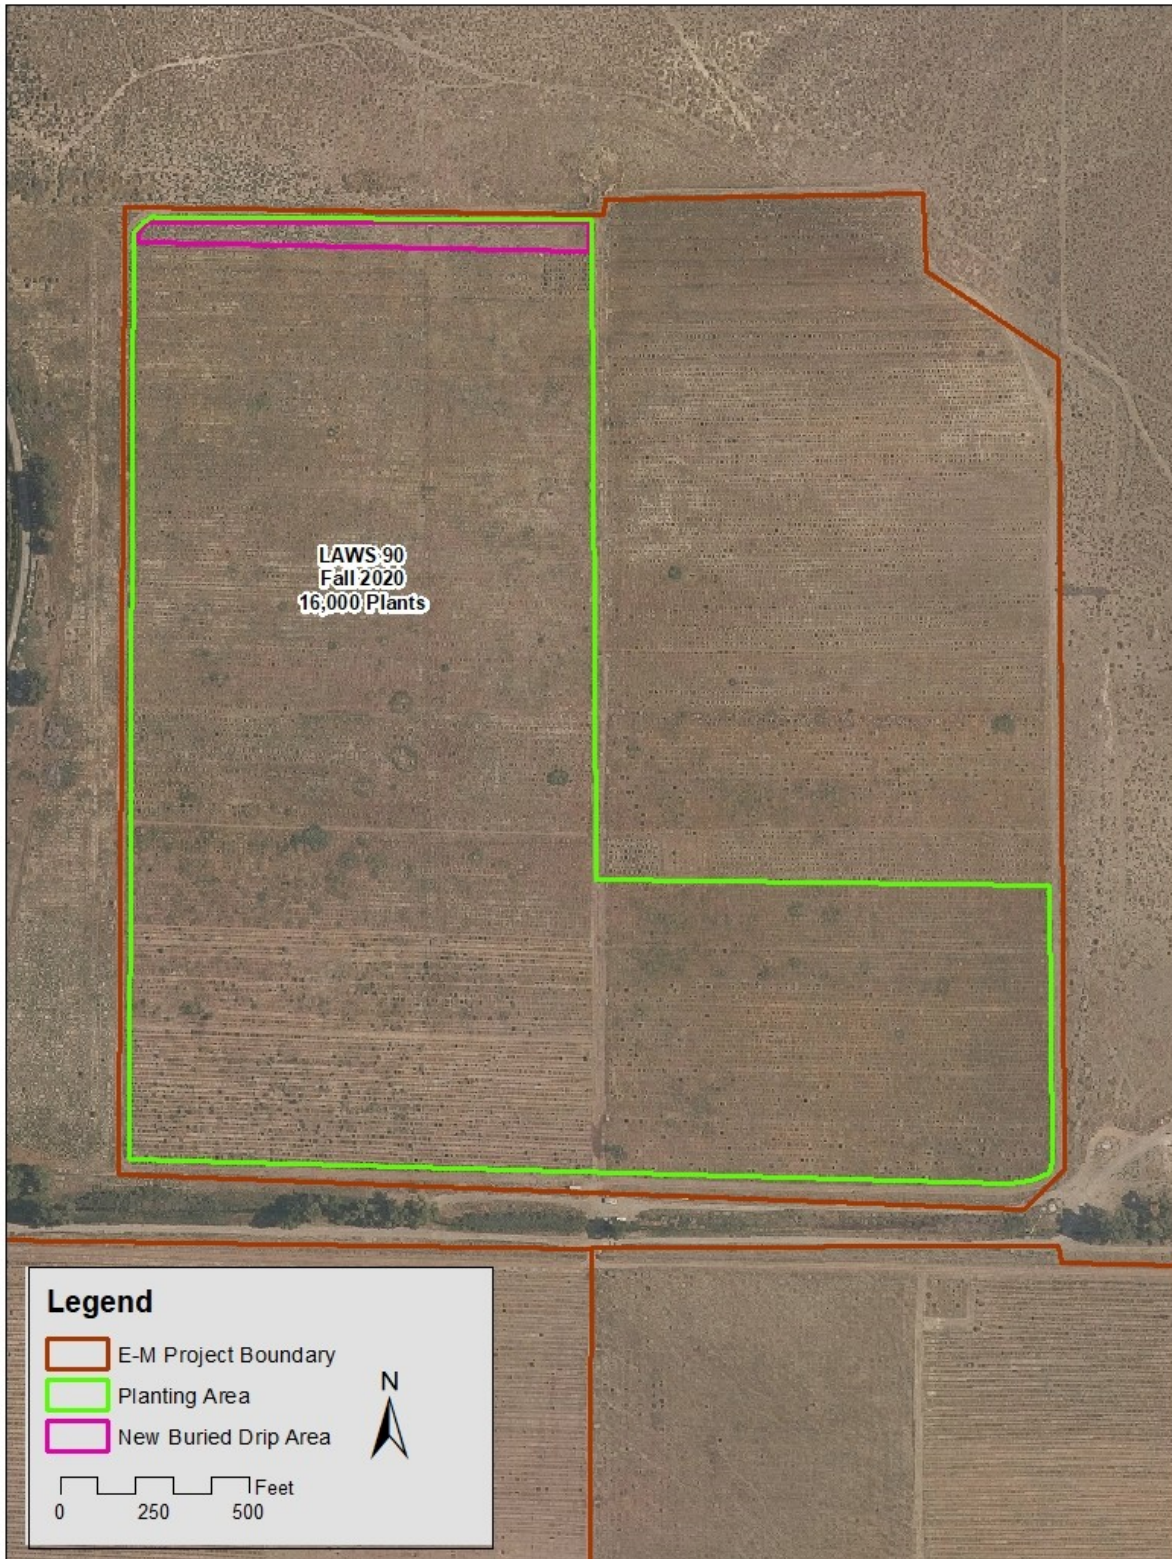 LAWS 90
Fall 2020
16,000 Plants
Legend
E-M Project Boundary
Planting Area
New Buried Drip Area
N
Feet
0 250 500